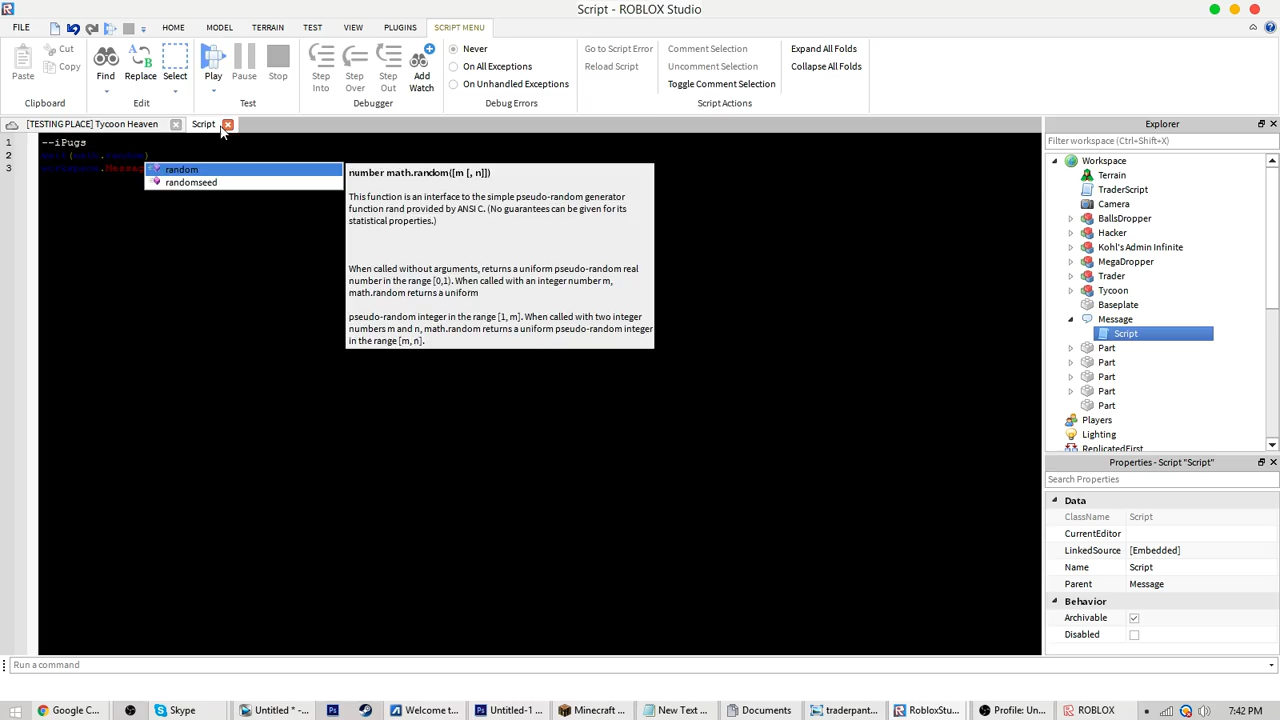 Script - ROBLOX Studio
FILE HOME MODEL TERRAIN TEST VIEW PLUGINS SCRIPT MENU
Paste Cut Copy Find Replace Select Play Pause Stop Step Into Step Over Step Out Add Watch
Never
On All Exceptions
On Unhandled Exceptions
Go to Script Error
Reload Script
Comment Selection
Uncomment Selection
Toggle Comment Selection
Expand All Folds
Collapse All Folds
Clipboard Edit Test Debugger Debug Errors Script Actions
[TESTING PLACE] Tycoon Heaven Script
1 --iPugs
2
3
random
randomseed
number math.random([m [, n]])
This function is an interface to the simple pseudo-random generator
function rand provided by ANSI C. (No guarantees can be given for its
statistical properties.)
When called without arguments, returns a uniform pseudo-random real
number in the range [0,1). When called with an integer number m,
math.random returns a uniform
pseudo-random integer in the range [1, m]. When called with two integer
numbers m and n, math.random returns a uniform pseudo-random integer
in the range [m, n].
Explorer
Filter workspace (Ctrl+Shift+X)
Workspace
Terrain
TraderScript
Camera
BallsDropper
Hacker
Kohl's Admin Infinite
MegaDropper
Trader
Tycoon
Baseplate
Message
Script
Part
Part
Part
Part
Part
Players
Lighting
ReplicatedFirst
Properties - Script "Script"
Search Properties
Data
ClassName Script
CurrentEditor
LinkedSource [Embedded]
Name Script
Parent Message
Behavior
Archivable
Disabled
Run a command
Google C... Skype Untitled * -... Welcome t... Untitled-1 ... Minecraft ... New Text ... Documents traderpant... RobloxStu... Profile: Un... ROBLOX 7:42 PM